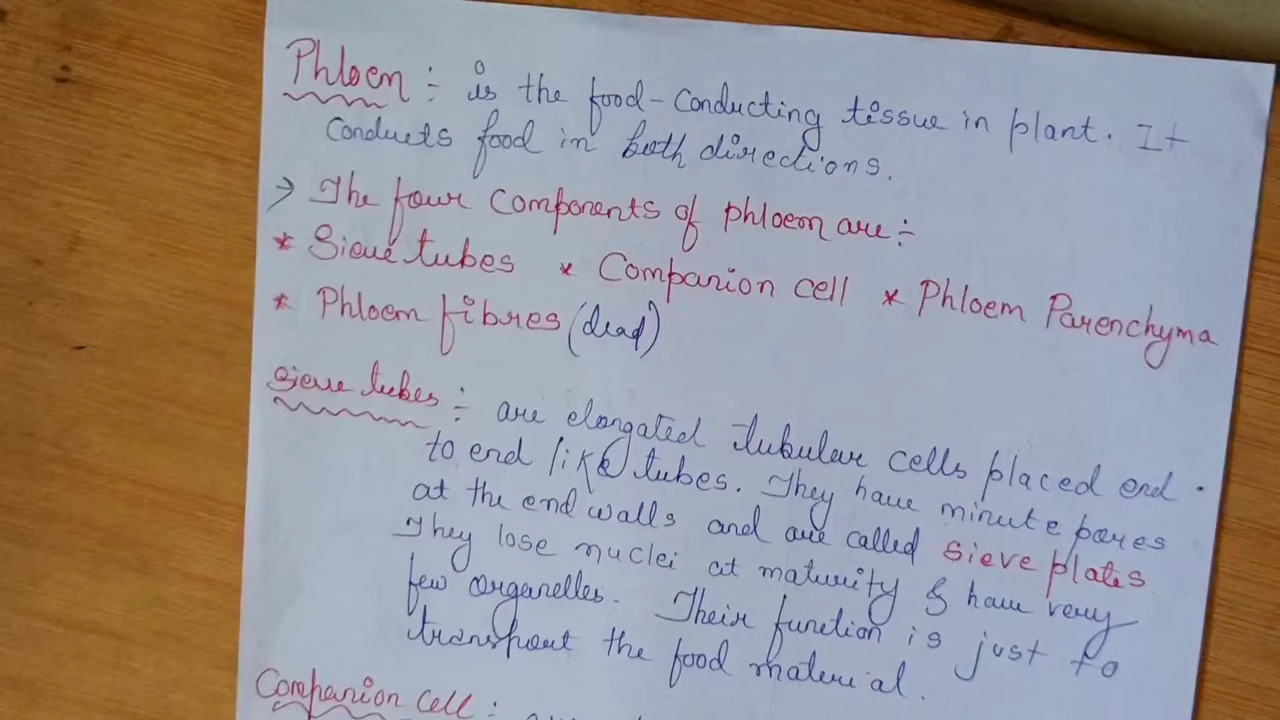 Phloem :- is the food-conducting tissue in plant. It
conducts food in both directions.
> The four components of phloem are :-
* Sieve tubes * Companion cell * Phloem Parenchyma
* Phloem fibres (dead)
Sieve tubes :- are elongated tubular cells placed end
to end like tubes. They have minute pores
at the end walls and are called sieve plates
They lose nuclei at maturity & have very
few organelles. Their function is just to
transport the food material.
Companion cell :